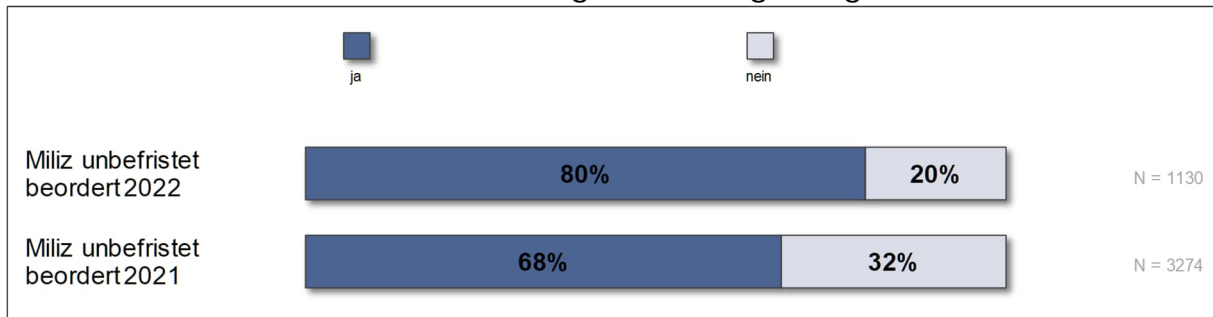 ja
nein
Miliz unbefristet
beordert 2022
80%
20%
N = 1130
Miliz unbefristet
beordert 2021
68%
32%
N = 3274